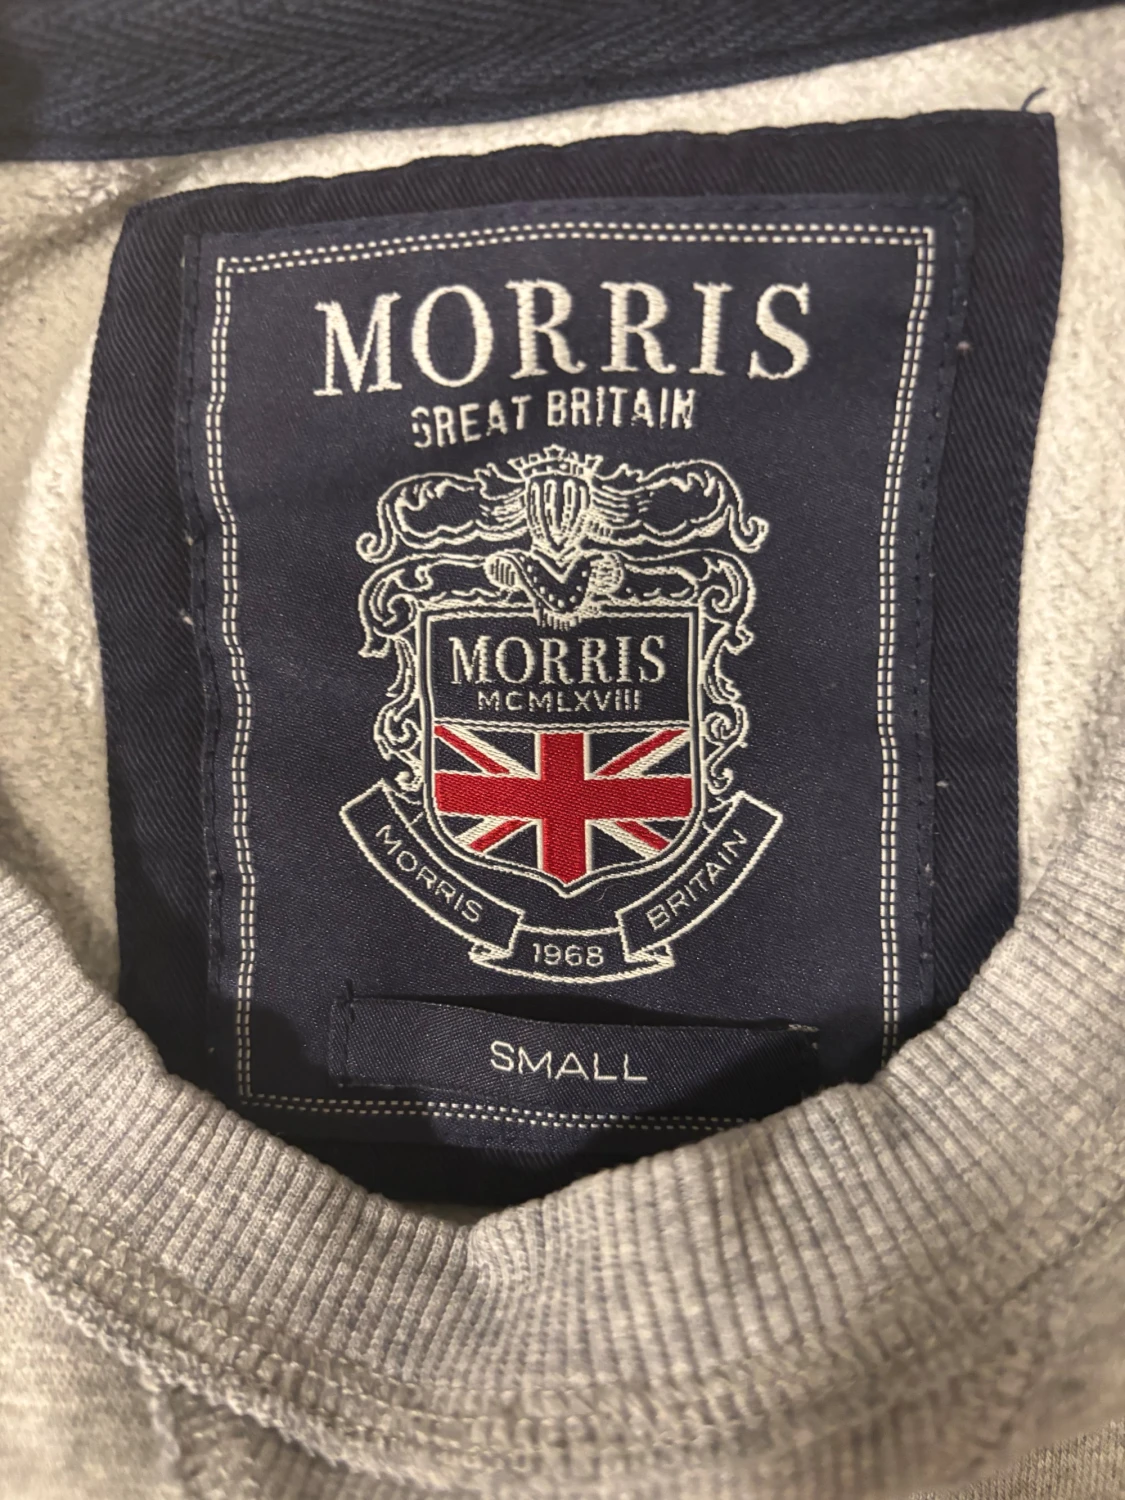 MORRIS
GREAT BRITAIN
MORRIS
MCMLXVIII
MORRIS
1968
BRITAIN
SMALL